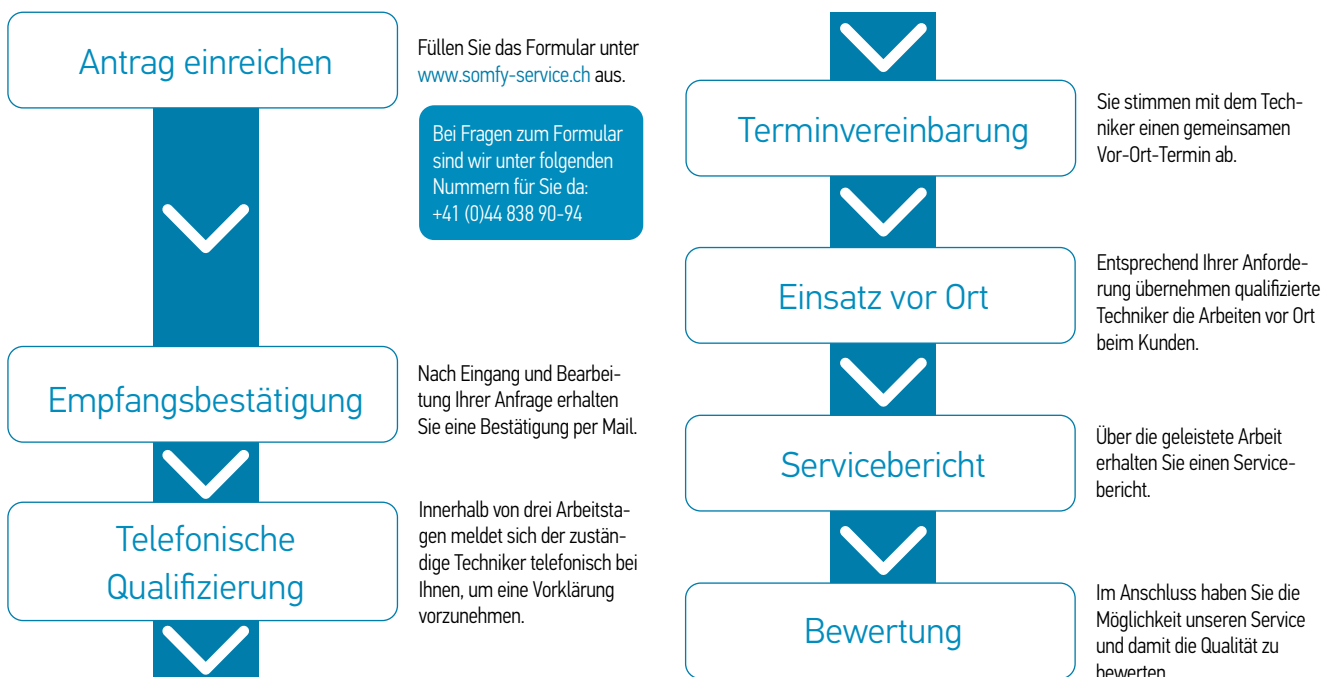 Antrag einreichen
Füllen Sie das Formular unter
www.somfy-service.ch aus.
Bei Fragen zum Formular
sind wir unter folgenden
Nummern für Sie da:
+41 (0)44 838 90-94
Empfangsbestätigung
Nach Eingang und Bearbei-
tung Ihrer Anfrage erhalten
Sie eine Bestätigung per Mail.
Telefonische
Qualifizierung
Innerhalb von drei Arbeitsta-
gen meldet sich der zustän-
dige Techniker telefonisch bei
Ihnen, um eine Vorklärung
vorzunehmen.
Terminvereinbarung
Sie stimmen mit dem Tech-
niker einen gemeinsamen
Vor-Ort-Termin ab.
Einsatz vor Ort
Entsprechend Ihrer Anforde-
rung übernehmen qualifizierte
Techniker die Arbeiten vor Ort
beim Kunden.
Servicebericht
Über die geleistete Arbeit
erhalten Sie einen Service-
bericht.
Bewertung
Im Anschluss haben Sie die
Möglichkeit unseren Service
und damit die Qualität zu
bewerten